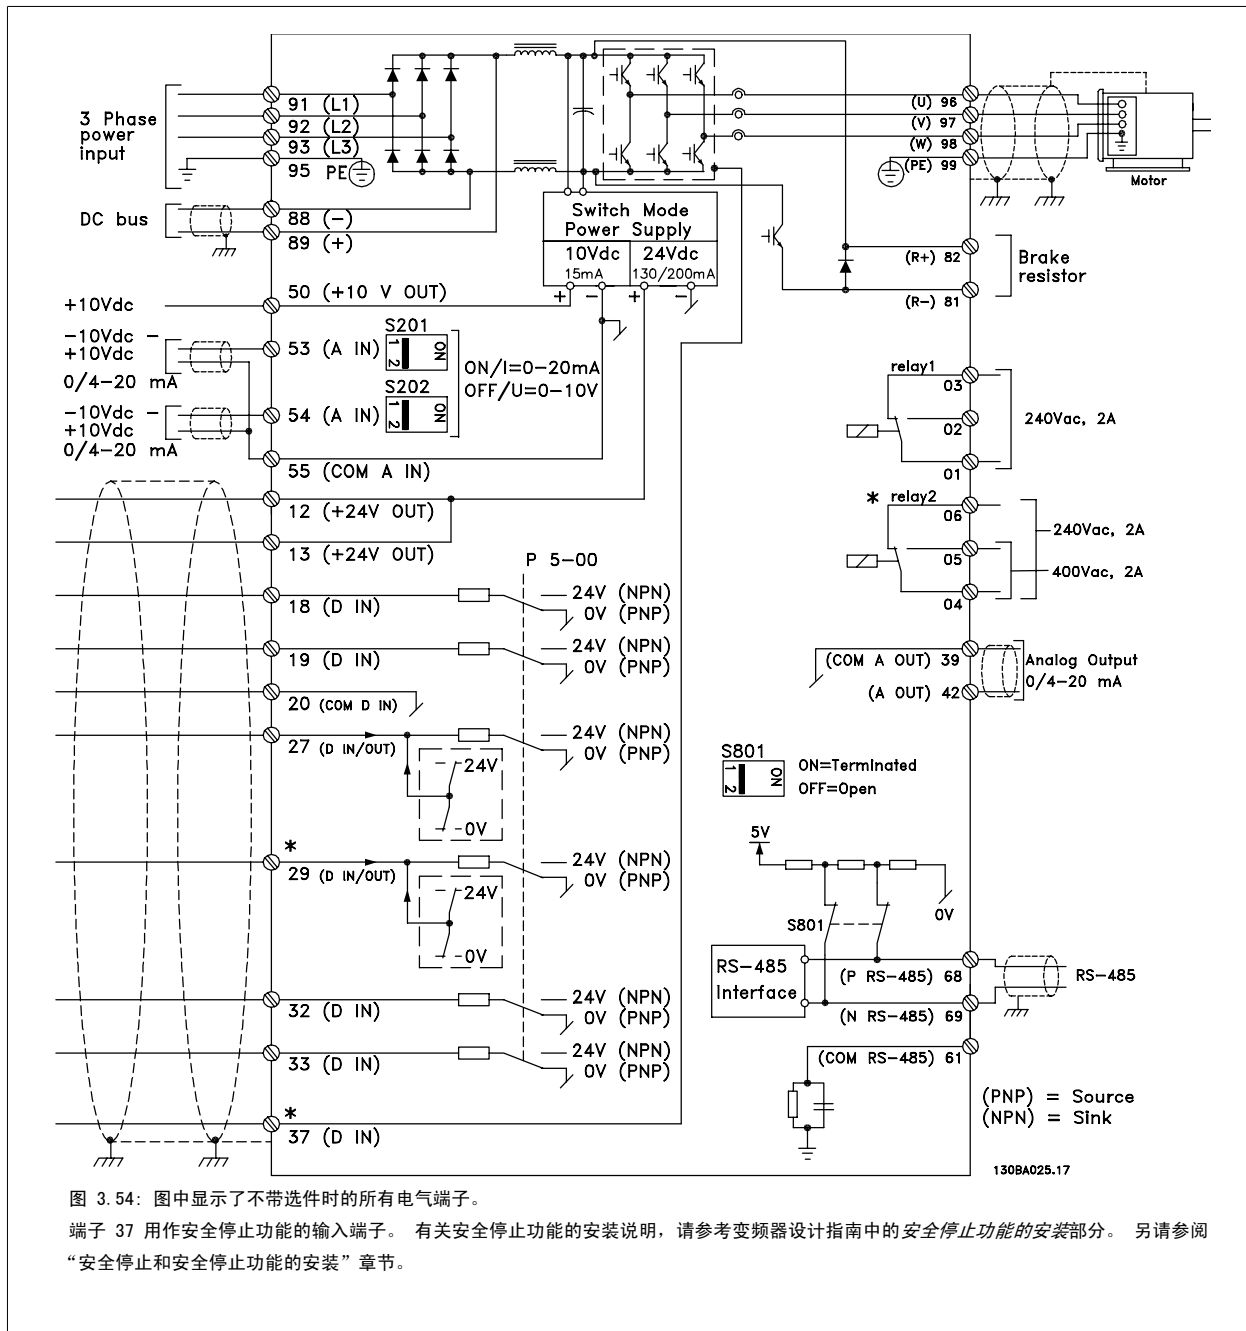 3 Phase
power
input
91 (L1)
92 (L2)
93 (L3)
95 PE
DC bus
88 (-)
89 (+)
Switch Mode
Power Supply
10Vdc
15mA
24Vdc
130/200mA
+ - + -
(U) 96
(V) 97
(W) 98
(PE) 99
Motor
(R+) 82
(R-) 81
Brake
resistor
+10Vdc
50 (+10 V OUT)
-10Vdc -
+10Vdc
0/4-20 mA
53 (A IN)
S201
1 2
ON
-10Vdc -
+10Vdc
0/4-20 mA
54 (A IN)
S202
1 2
ON
ON/I=0-20mA
OFF/U=0-10V
55 (COM A IN)
12 (+24V OUT)
13 (+24V OUT)
P 5-00
18 (D IN)
24V (NPN)
0V (PNP)
19 (D IN)
24V (NPN)
0V (PNP)
20 (COM D IN)
27 (D IN/OUT)
24V (NPN)
0V (PNP)
24V
0V
*
29 (D IN/OUT)
24V (NPN)
0V (PNP)
24V
0V
32 (D IN)
24V (NPN)
0V (PNP)
33 (D IN)
24V (NPN)
0V (PNP)
*
37 (D IN)
relay1
03
02
01
240Vac, 2A
* relay2
06
05
04
240Vac, 2A
400Vac, 2A
(COM A OUT) 39
(A OUT) 42
Analog Output
0/4-20 mA
S801
1 2
ON
ON=Terminated
OFF=Open
5V
S801
0V
RS-485
Interface
(P RS-485) 68
(N RS-485) 69
RS-485
(COM RS-485) 61
(PNP) = Source
(NPN) = Sink
130BA025.17
图 3.54: 图中显示了不带选件时的所有电气端子。
端子 37 用作安全停止功能的输入端子。 有关安全停止功能的安装说明，请参考变频器设计指南中的安全停止功能的安装部分。 另请参阅
“安全停止和安全停止功能的安装”章节。